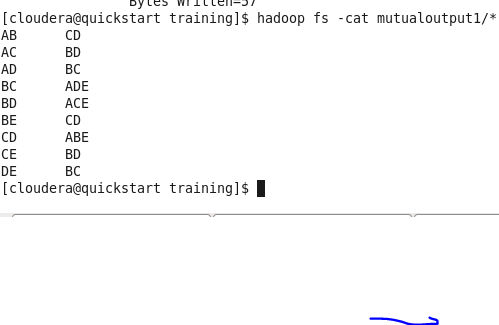 Bytes Written=57
[cloudera@quickstart training]$ hadoop fs -cat mutualoutput1/*
AB CD
AC BD
AD BC
BC ADE
BD ACE
BE CD
CD ABE
CE BD
DE BC
[cloudera@quickstart training]$